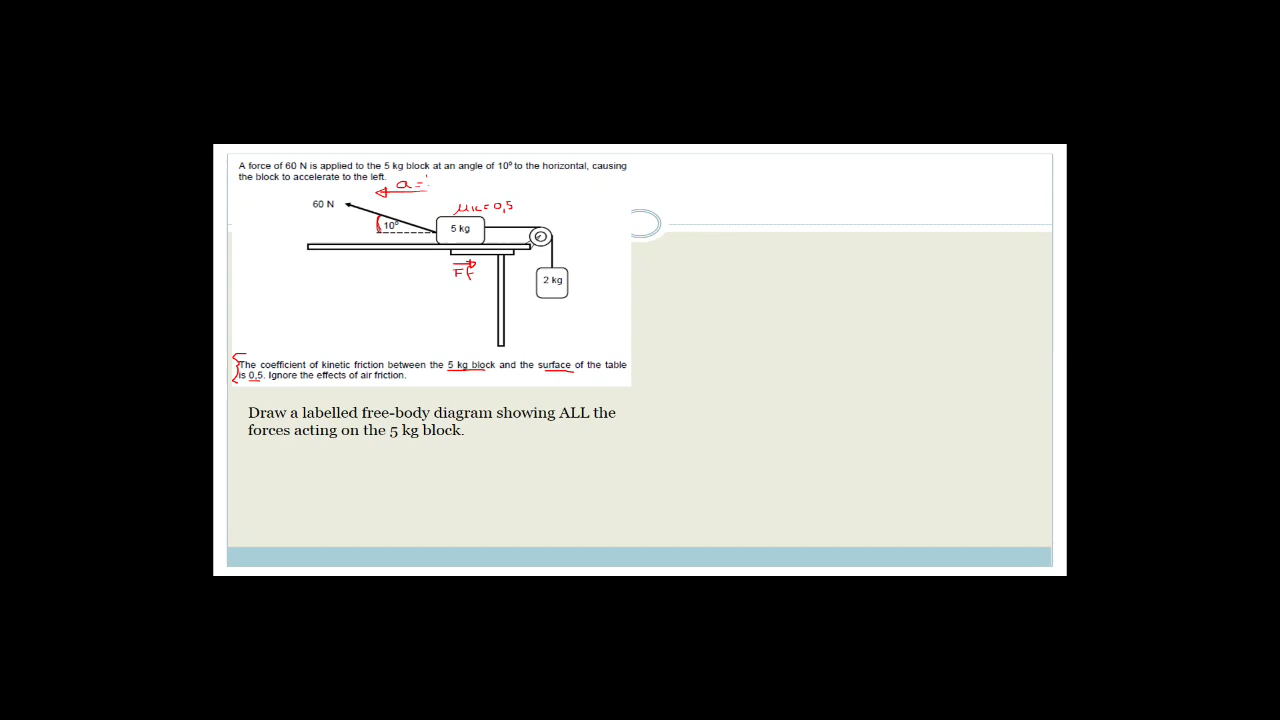 A force of 60 N is applied to the 5 kg block at an angle of 10⁰ to the horizontal, causing
the block to accelerate to the left.
a =
60 N
μk = 0,5
10⁰
5 kg
Ff
2 kg
The coefficient of kinetic friction between the 5 kg block and the surface of the table
is 0,5. Ignore the effects of air friction.
Draw a labelled free-body diagram showing ALL the
forces acting on the 5 kg block.